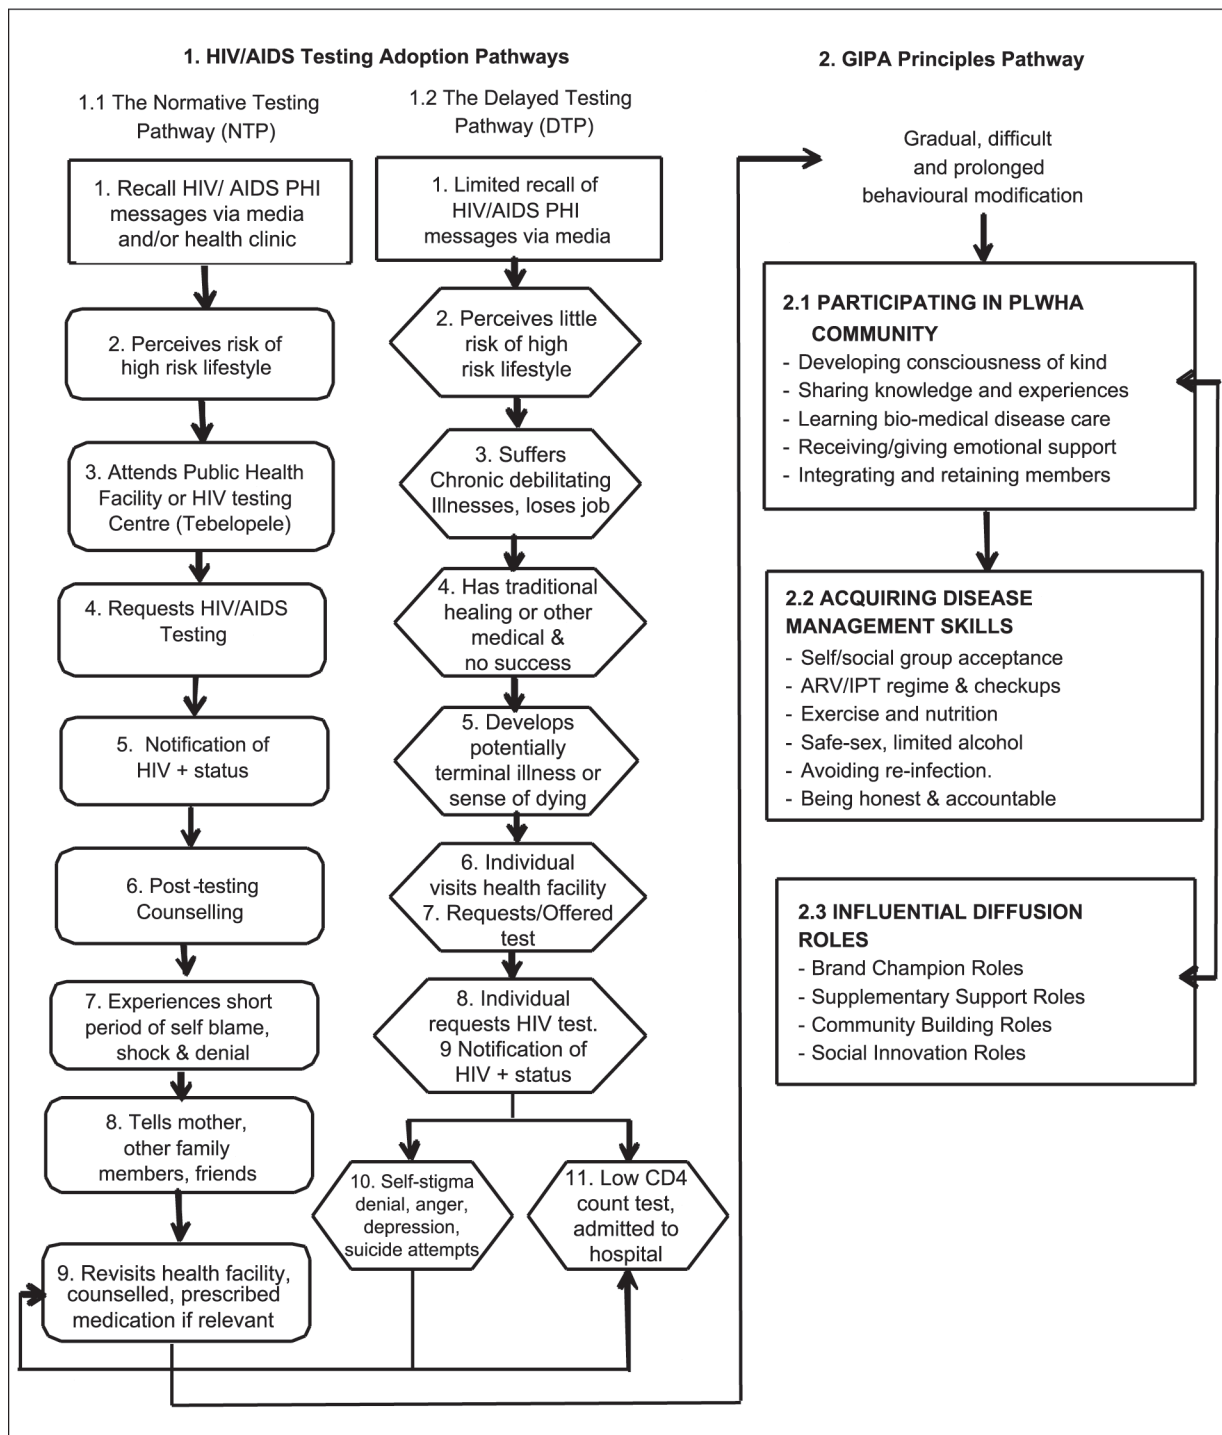 1. HIV/AIDS Testing Adoption Pathways
1.1 The Normative Testing
Pathway (NTP)
1. Recall HIV/ AIDS PHI
messages via media
and/or health clinic
2. Perceives risk of
high risk lifestyle
3. Attends Public Health
Facility or HIV testing
Centre (Tebelopele)
4. Requests HIV/AIDS
Testing
5. Notification of
HIV + status
6. Post-testing
Counselling
7. Experiences short
period of self blame,
shock & denial
8. Tells mother,
other family
members, friends
9. Revisits health facility,
counselled, prescribed
medication if relevant
1.2 The Delayed Testing
Pathway (DTP)
1. Limited recall of
HIV/AIDS PHI
messages via media
2. Perceives little
risk of high
risk lifestyle
3. Suffers
Chronic debilitating
Illnesses, loses job
4. Has traditional
healing or other
medical &
no success
5. Develops
potentially
terminal illness or
sense of dying
6. Individual
visits health facility
7. Requests/Offered
test
8. Individual
requests HIV test.
9 Notification of
HIV + status
10. Self-stigma
denial, anger,
depression,
suicide attempts
11. Low CD4
count test,
admitted to
hospital
2. GIPA Principles Pathway
Gradual, difficult
and prolonged
behavioural modification
2.1 PARTICIPATING IN PLWHA
COMMUNITY
- Developing consciousness of kind
- Sharing knowledge and experiences
- Learning bio-medical disease care
- Receiving/giving emotional support
- Integrating and retaining members
2.2 ACQUIRING DISEASE
MANAGEMENT SKILLS
- Self/social group acceptance
- ARV/IPT regime & checkups
- Exercise and nutrition
- Safe-sex, limited alcohol
- Avoiding re-infection.
- Being honest & accountable
2.3 INFLUENTIAL DIFFUSION
ROLES
- Brand Champion Roles
- Supplementary Support Roles
- Community Building Roles
- Social Innovation Roles